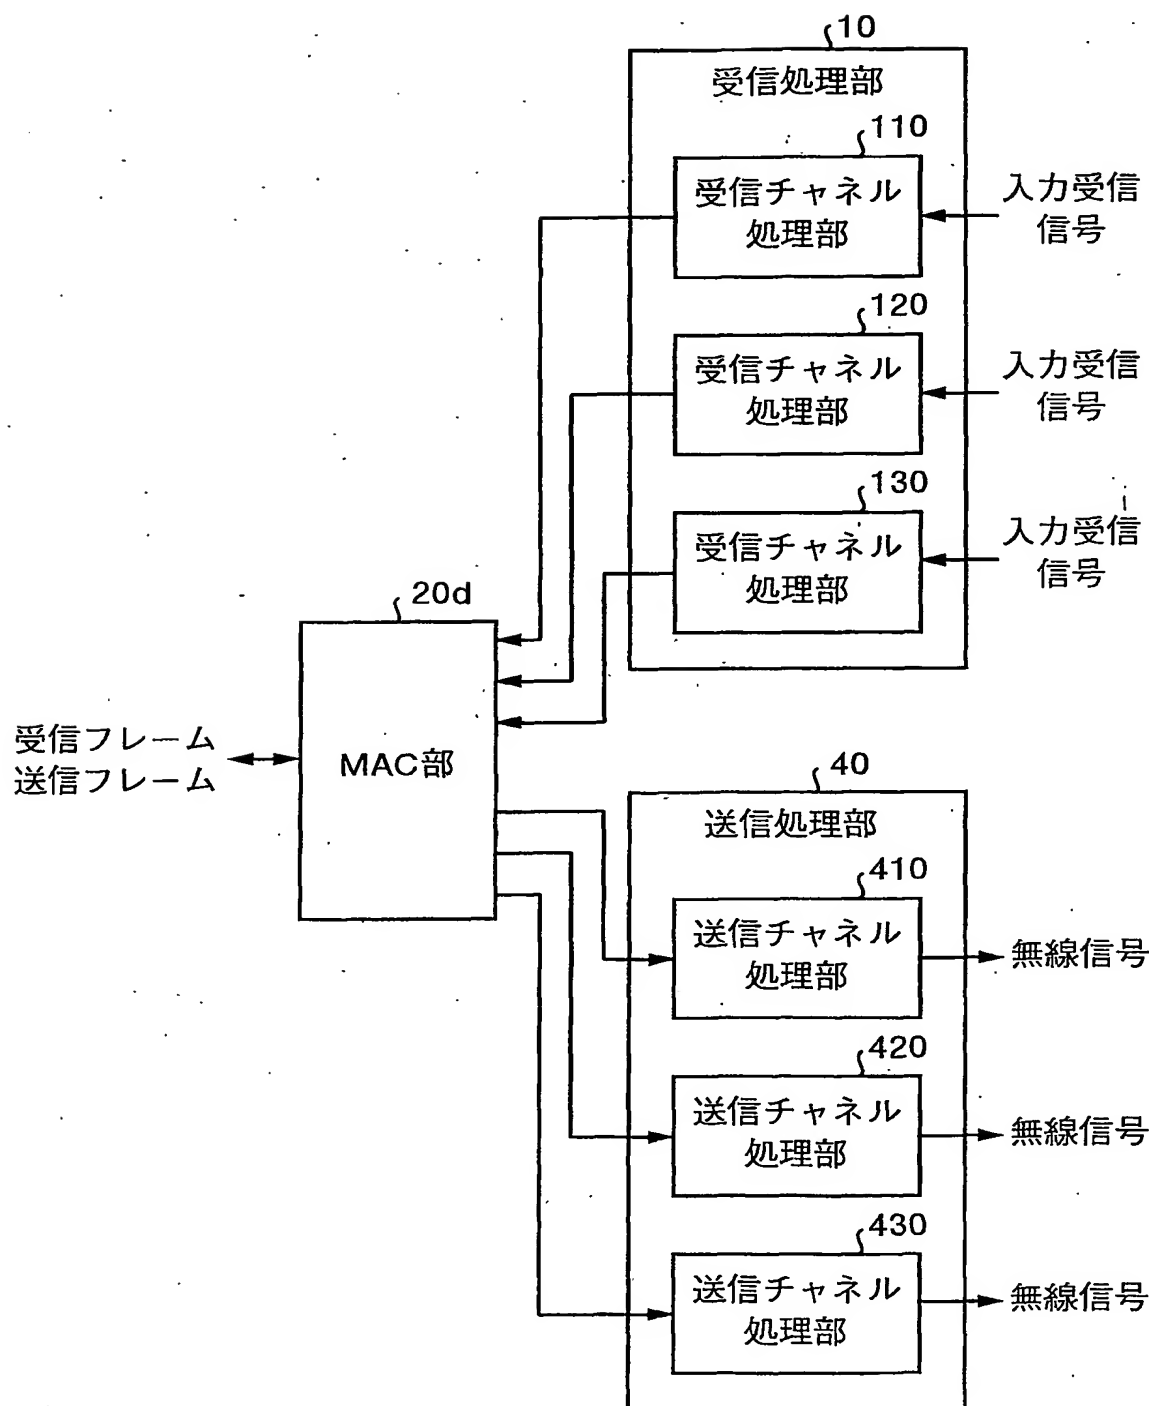 10
受信処理部
110
受信チャネル
処理部
入力受信
信号
120
受信チャネル
処理部
入力受信
信号
130
受信チャネル
処理部
入力受信
信号
20d
MAC部
受信フレーム
送信フレーム
40
送信処理部
410
送信チャネル
処理部
無線信号
420
送信チャネル
処理部
無線信号
430
送信チャネル
処理部
無線信号